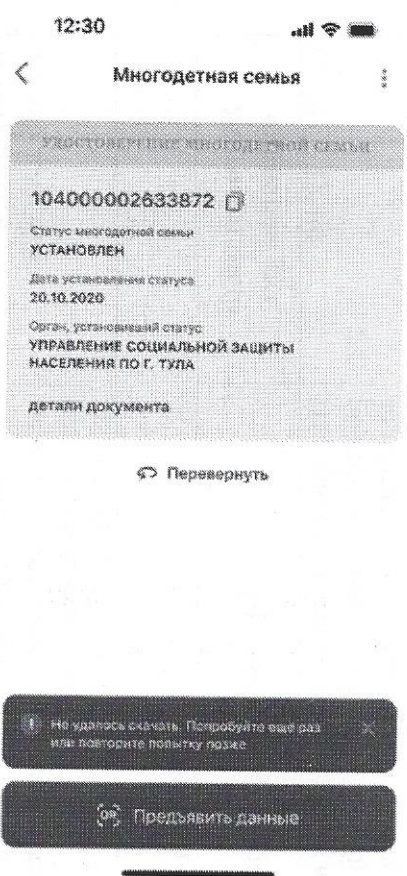 12:30
Многодетная семья
УДОСТОВЕРЕНИЕ МНОГОДЕТНОЙ СЕМЬИ
104000002633872
Статус многодетной семьи
УСТАНОВЛЕН
Дата установления статуса
20.10.2020
Орган, установивший статус
УПРАВЛЕНИЕ СОЦИАЛЬНОЙ ЗАЩИТЫ
НАСЕЛЕНИЯ ПО Г. ТУЛА
детали документа
Перевернуть
Не удалось скачать. Попробуйте ещё раз
или повторите попытку позже
QR Предъявить данные